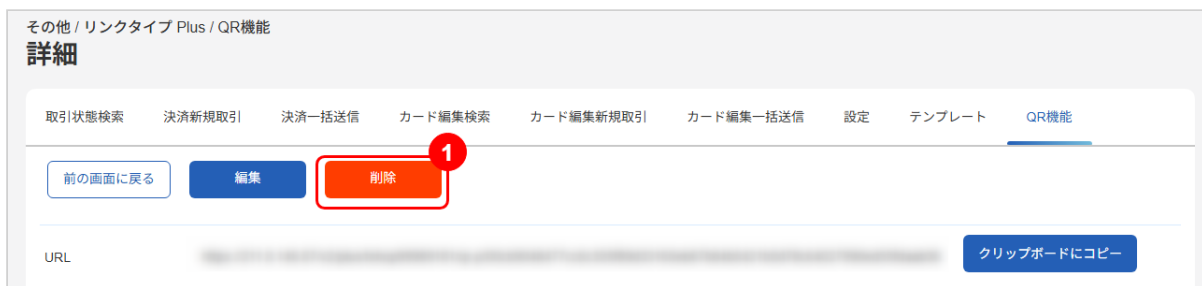 その他 / リンクタイプ Plus / QR機能
詳細
取引状態検索 決済新規取引 決済一括送信 カード編集検索 カード編集新規取引 カード編集一括送信 設定 テンプレート QR機能
1
前の画面に戻る 編集 削除
URL クリップボードにコピー